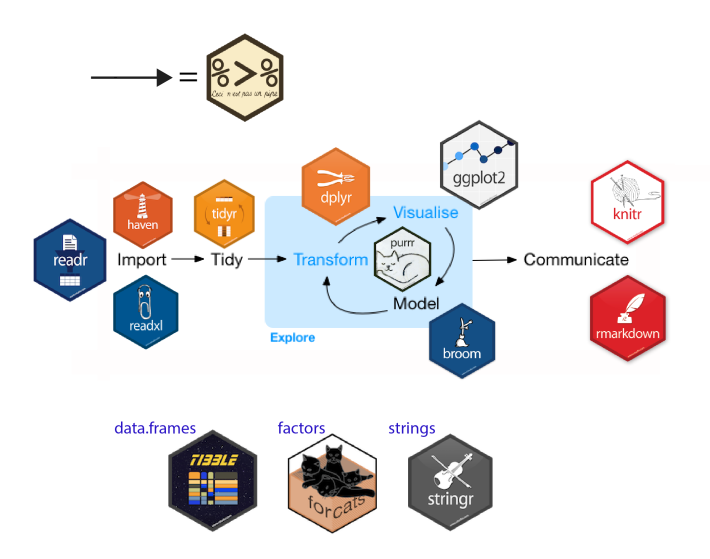 = %>%
Ceci n'est pas un pipe
ggplot2
dplyr
knitr
haven
tidyr
Visualise
purrr
readr
Import
Tidy
Transform
Communicate
Model
readxl
rmarkdown
Explore
broom
data.frames
factors
strings
TIBBLE
forcats
stringr